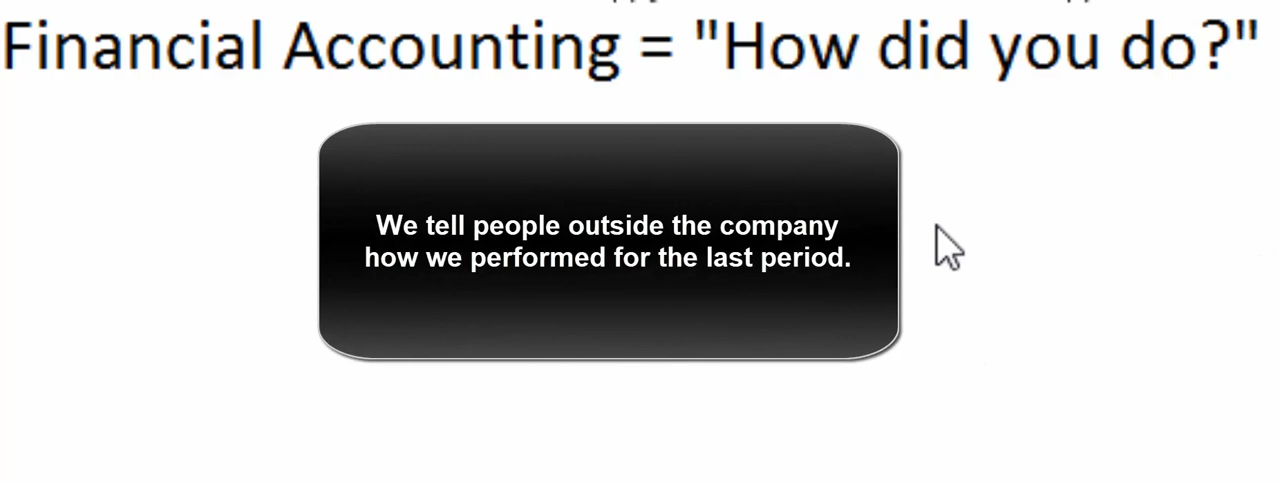 Financial Accounting = "How did you do?"
We tell people outside the company
how we performed for the last period.